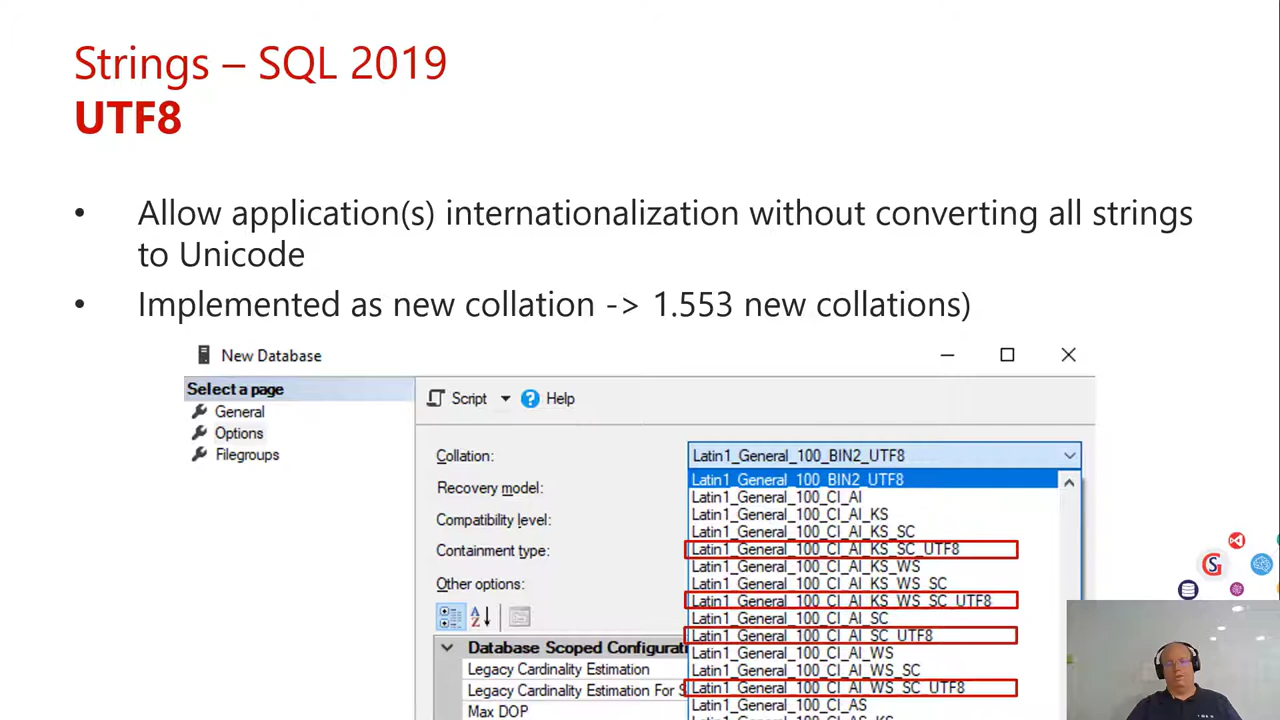 Strings – SQL 2019
UTF8
• Allow application(s) internationalization without converting all strings
to Unicode
• Implemented as new collation -> 1.553 new collations)
New Database
Select a page
General
Options
Filegroups
Script
Help
Collation:
Latin1_General_100_BIN2_UTF8
Recovery model:
Compatibility level:
Containment type:
Other options:
Latin1_General_100_BIN2_UTF8
Latin1_General_100_CI_AI
Latin1_General_100_CI_AI_KS
Latin1_General_100_CI_AI_KS_SC
Latin1_General_100_CI_AI_KS_SC_UTF8
Latin1_General_100_CI_AI_KS_WS
Latin1_General_100_CI_AI_KS_WS_SC
Latin1_General_100_CI_AI_KS_WS_SC_UTF8
Latin1_General_100_CI_AI_SC
Latin1_General_100_CI_AI_SC_UTF8
Latin1_General_100_CI_AI_WS
Latin1_General_100_CI_AI_WS_SC
Latin1_General_100_CI_AI_WS_SC_UTF8
Latin1_General_100_CI_AS
Database Scoped Configurat
Legacy Cardinality Estimation
Legacy Cardinality Estimation For S
Max DOP